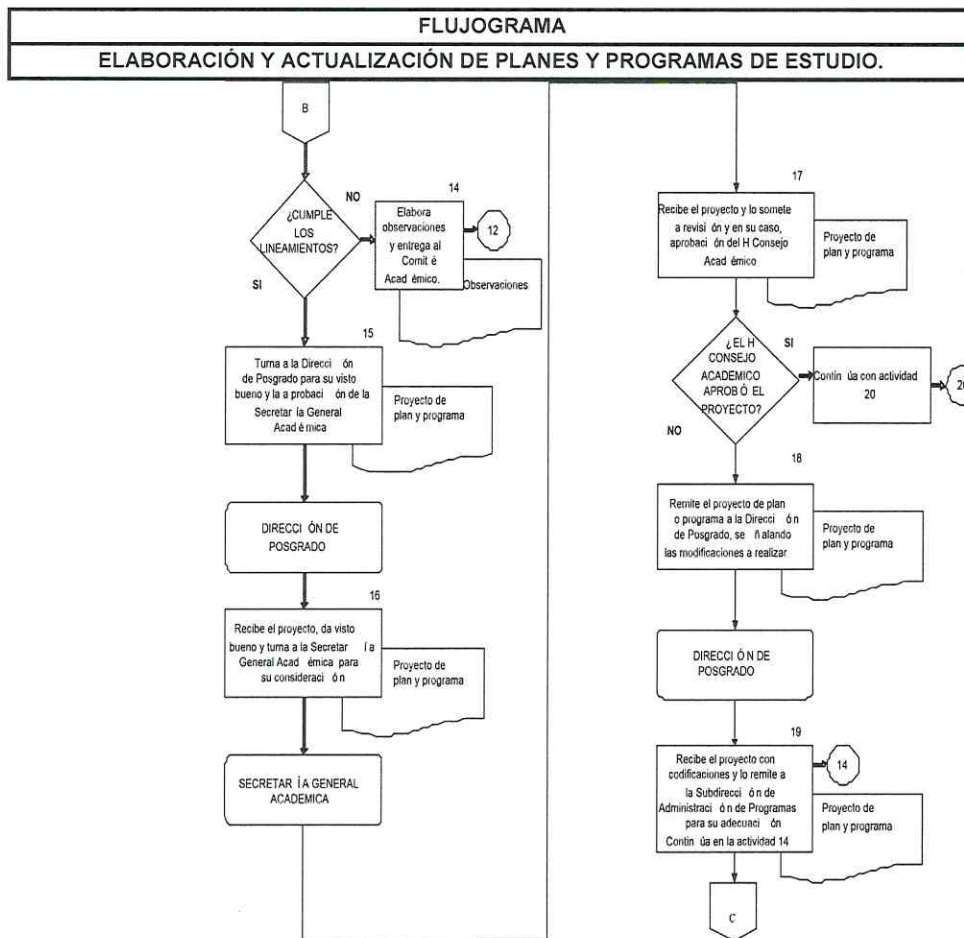 FLUJOGRAMA
ELABORACIÓN Y ACTUALIZACIÓN DE PLANES Y PROGRAMAS DE ESTUDIO.
B
¿CUMPLE
LOS
LINEAMIENTOS?
NO
SI
14
Elabora
observaciones
y entrega al
Comit é
Acad émico.
12
Observaciones
15
Turna a la Direcci ón
de Posgrado para su visto
bueno y la a probaci ón de la
Secretar ía General
Acad é mica
Proyecto de
plan y programa
DIRECCI ÓN DE
POSGRADO
16
Recibe el proyecto, da visto
bueno y turna a la Secretar ía
General Acad émica para
su consideraci ó n
Proyecto de
plan y programa
SECRETAR ÍA GENERAL
ACADEMICA
17
Recibe el proyecto y lo somete
a revisi ón y en su caso,
aprobación del H Consejo
Acad émico
Proyecto de
plan y programa
¿EL H
CONSEJO
ACADEMICO
APROB Ó EL
PROYECTO?
SI
NO
Contin úa con actividad
20
20
18
Remite el proyecto de plan
o programa a la Direcci ó n
de Posgrado, se ñ alando
las modificaciones a realizar
Proyecto de
plan y programa
DIRECCI Ó N DE
POSGRADO
19
Recibe el proyecto con
codificaciones y lo remite a
la Subdirecci ón de
Administraci ó n de Programas
para su adecuaci ón
Contin úa en la actividad 14
14
Proyecto de
plan y programa
C